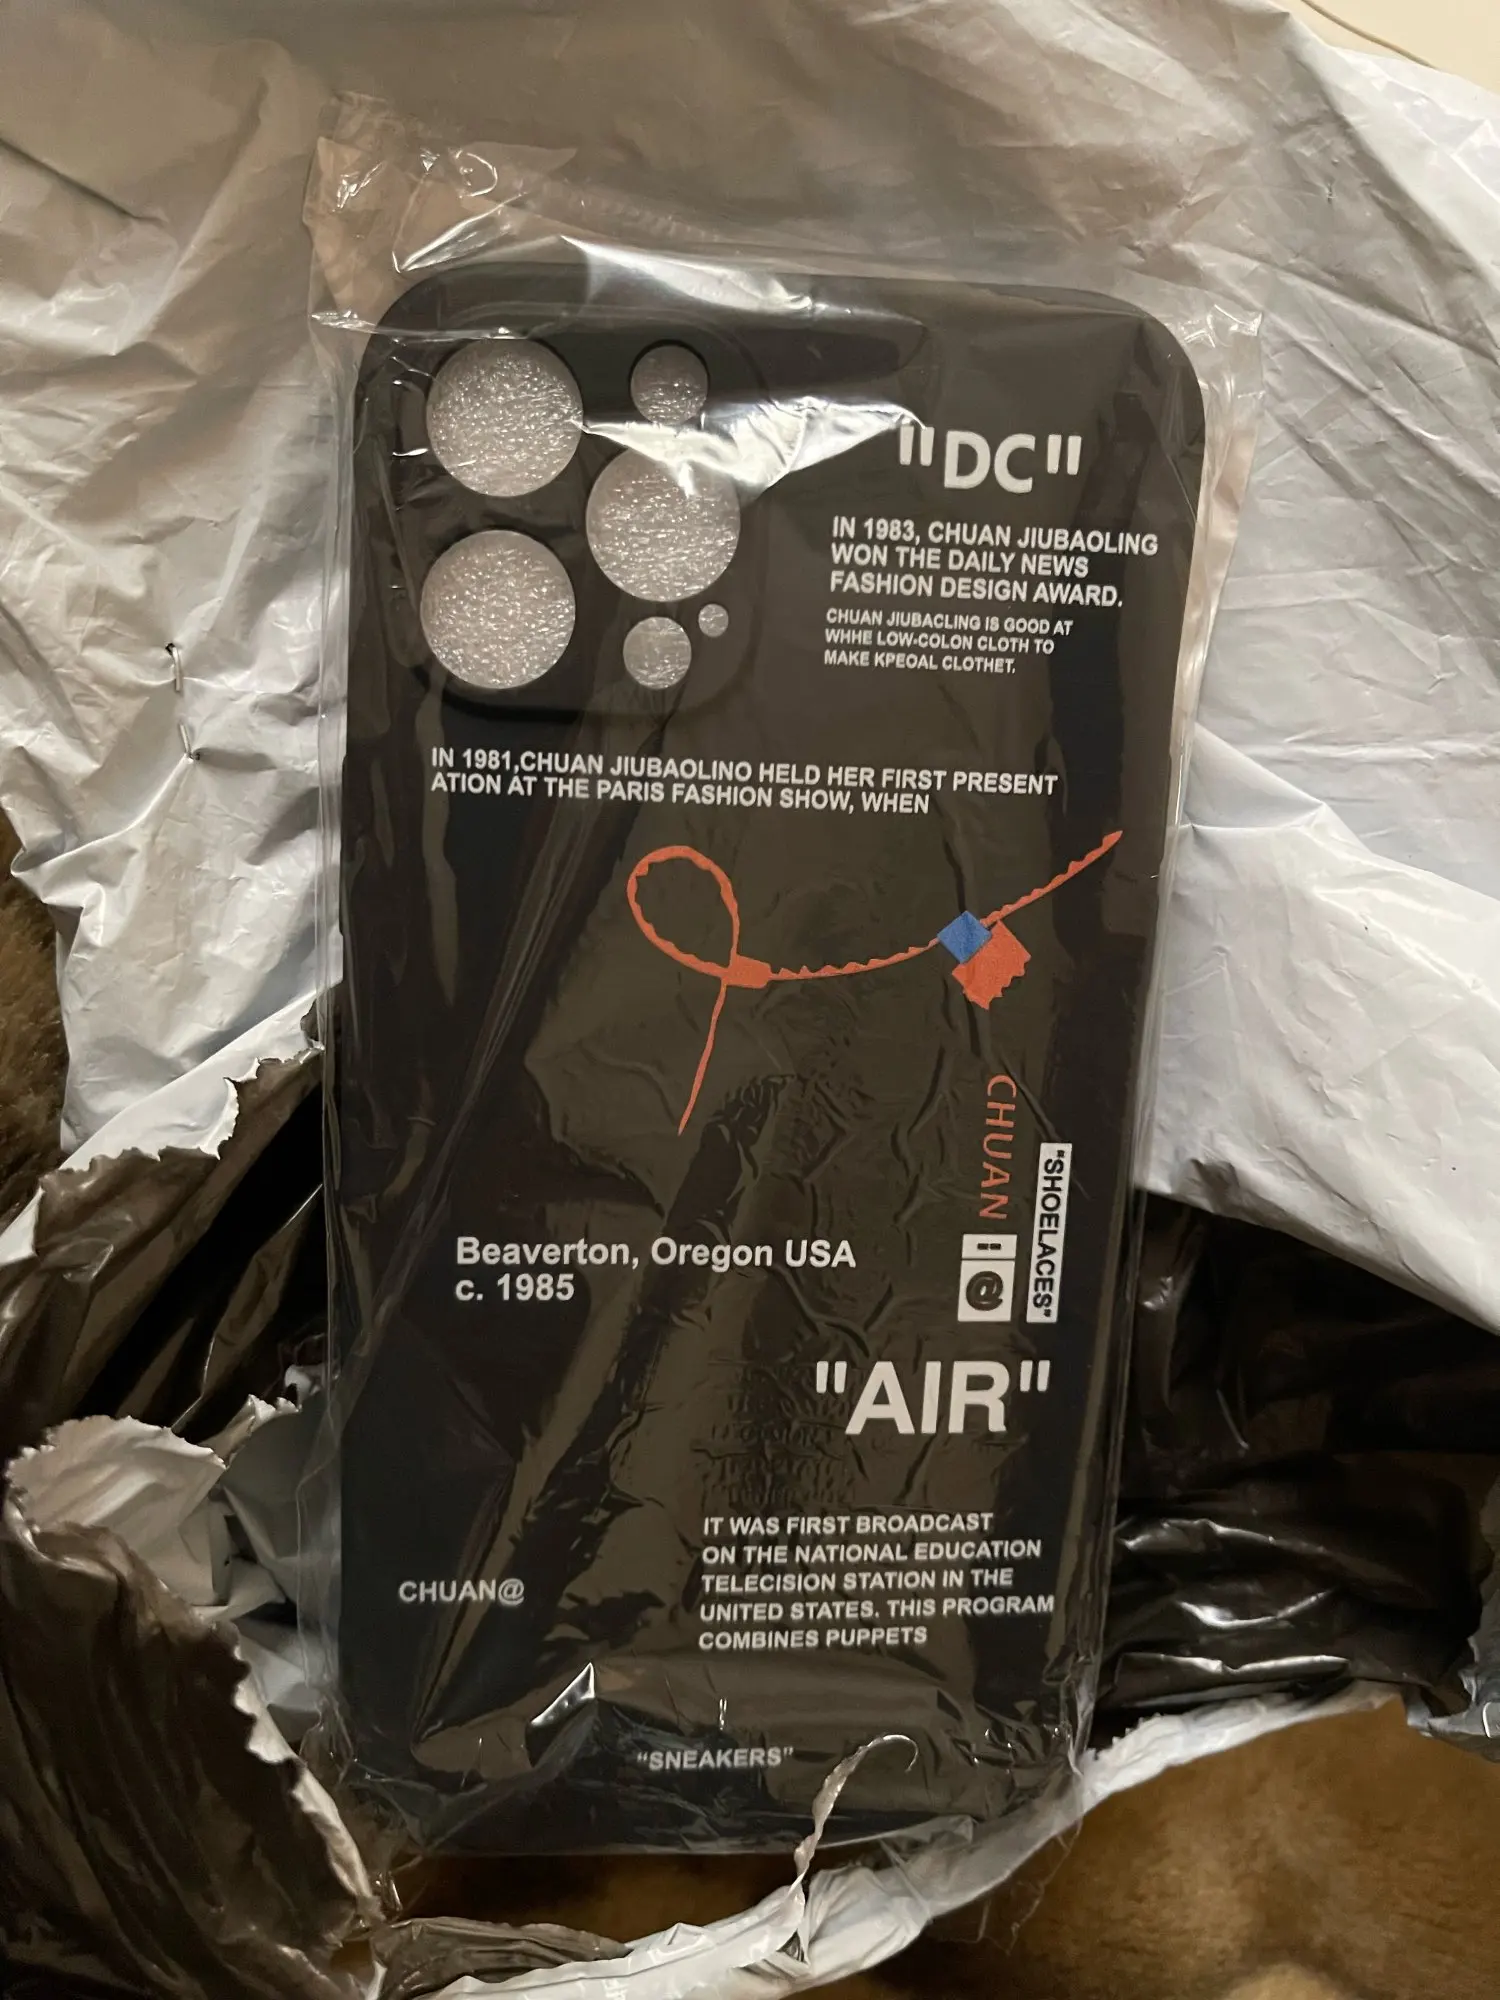 "DC"
IN 1983, CHUAN JIUBAOLING
WON THE DAILY NEWS
FASHION DESIGN AWARD.
CHUAN JIUBACLING IS GOOD AT
WHHE LOW-COLON CLOTH TO
MAKE KPEOAL CLOTHET.
IN 1981,CHUAN JIUBAOLINO HELD HER FIRST PRESENT
ATION AT THE PARIS FASHION SHOW, WHEN
CHUAN
@
"SHOELACES"
Beaverton, Oregon USA
c. 1985
"AIR"
IT WAS FIRST BROADCAST
ON THE NATIONAL EDUCATION
TELECISION STATION IN THE
UNITED STATES. THIS PROGRAM
COMBINES PUPPETS
CHUAN@
"SNEAKERS"